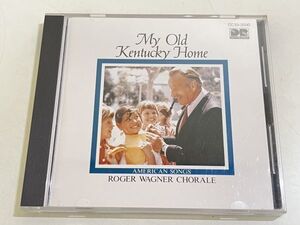 My Old
Kentucky Home
AMERICAN SONGS
ROGER WAGNER CHORALE